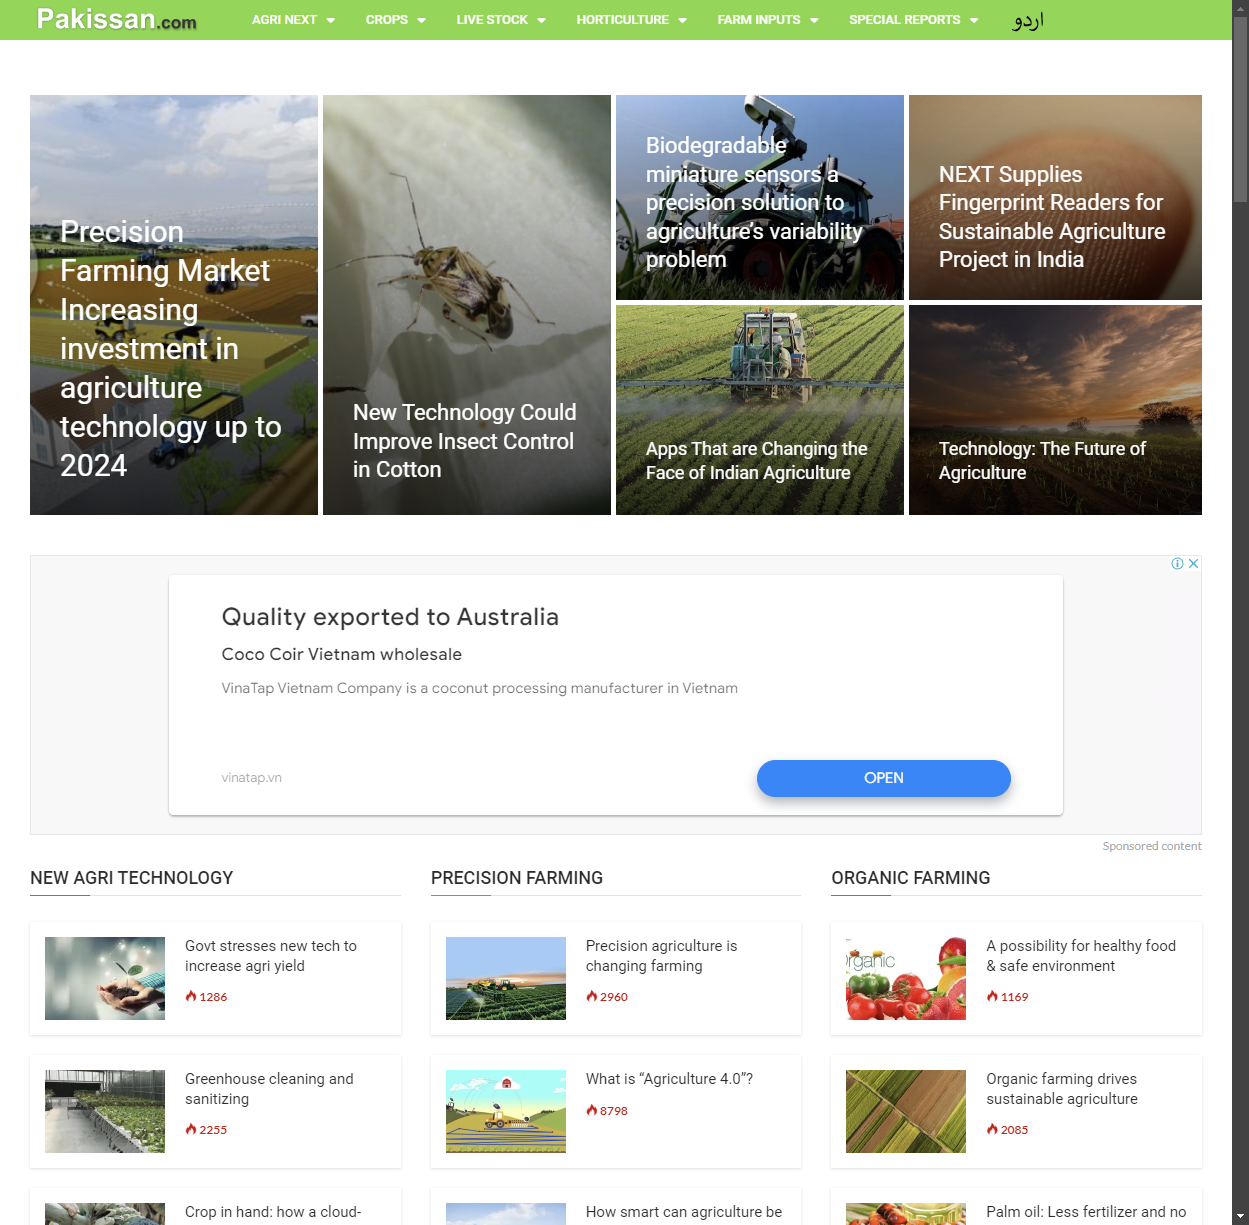 Pakissan.com
AGRI NEXT
CROPS
LIVE STOCK
HORTICULTURE
FARM INPUTS
SPECIAL REPORTS
اردو
Precision
Farming Market
Increasing
investment in
agriculture
technology up to
2024
New Technology Could
Improve Insect Control
in Cotton
Biodegradable
miniature sensors a
precision solution to
agriculture’s variability
problem
NEXT Supplies
Fingerprint Readers for
Sustainable Agriculture
Project in India
Apps That are Changing the
Face of Indian Agriculture
Technology: The Future of
Agriculture
Quality exported to Australia
Coco Coir Vietnam wholesale
VinaTap Vietnam Company is a coconut processing manufacturer in Vietnam
vinatap.vn
OPEN
Sponsored content
NEW AGRI TECHNOLOGY
Govt stresses new tech to
increase agri yield
1286
Greenhouse cleaning and
sanitizing
2255
Crop in hand: how a cloud-
PRECISION FARMING
Precision agriculture is
changing farming
2960
What is “Agriculture 4.0”?
8798
How smart can agriculture be
ORGANIC FARMING
organic
A possibility for healthy food
& safe environment
1169
Organic farming drives
sustainable agriculture
2085
Palm oil: Less fertilizer and no